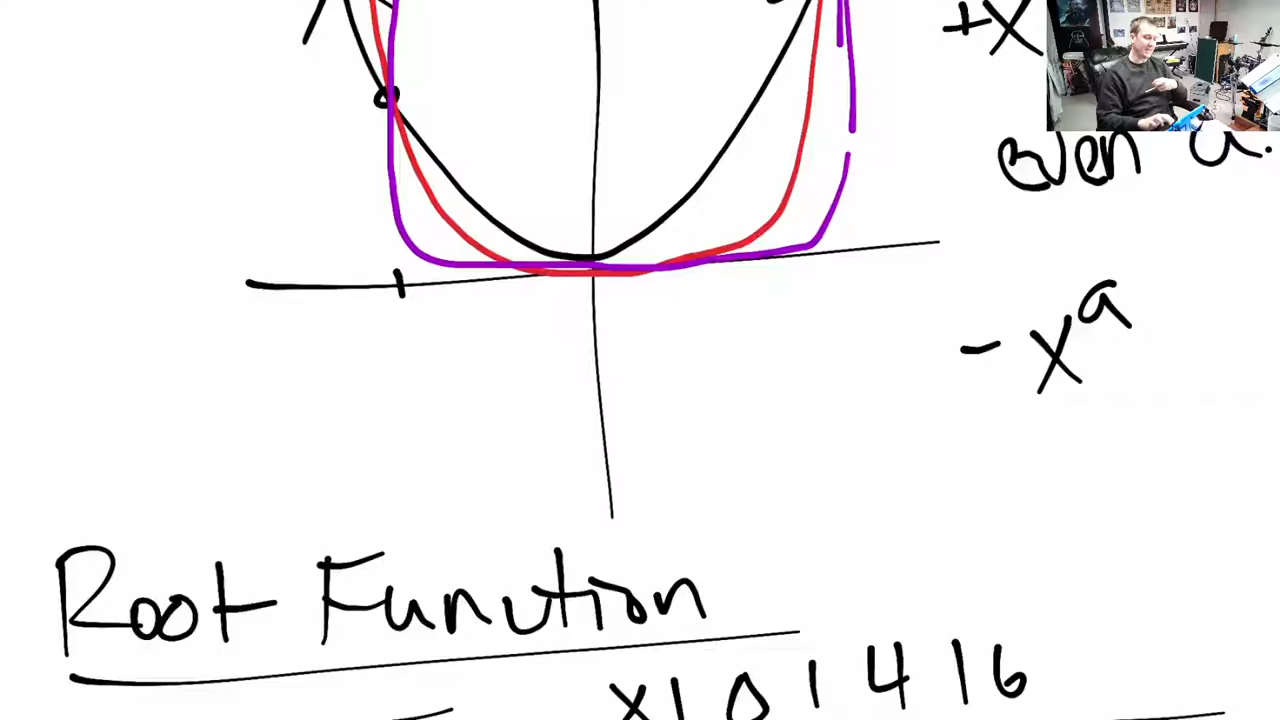 +x
even a.
- x^a
Root Function
x| 0 1 4 16